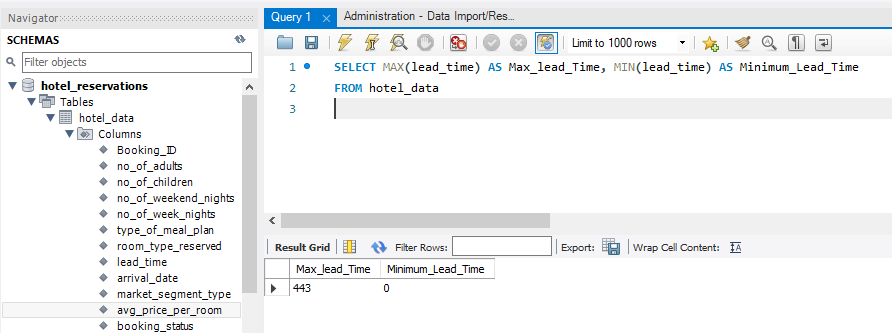 Navigator
SCHEMAS
Filter objects
hotel_reservations
Tables
hotel_data
Columns
Booking_ID
no_of_adults
no_of_children
no_of_weekend_nights
no_of_week_nights
type_of_meal_plan
room_type_reserved
lead_time
arrival_date
market_segment_type
avg_price_per_room
booking_status
Query 1 Administration - Data Import/Res...
Limit to 1000 rows
1 SELECT MAX(lead_time) AS Max_lead_Time, MIN(lead_time) AS Minimum_Lead_Time
2 FROM hotel_data
3
Result Grid Filter Rows: Export: Wrap Cell Content:
Max_lead_Time Minimum_Lead_Time
443 0